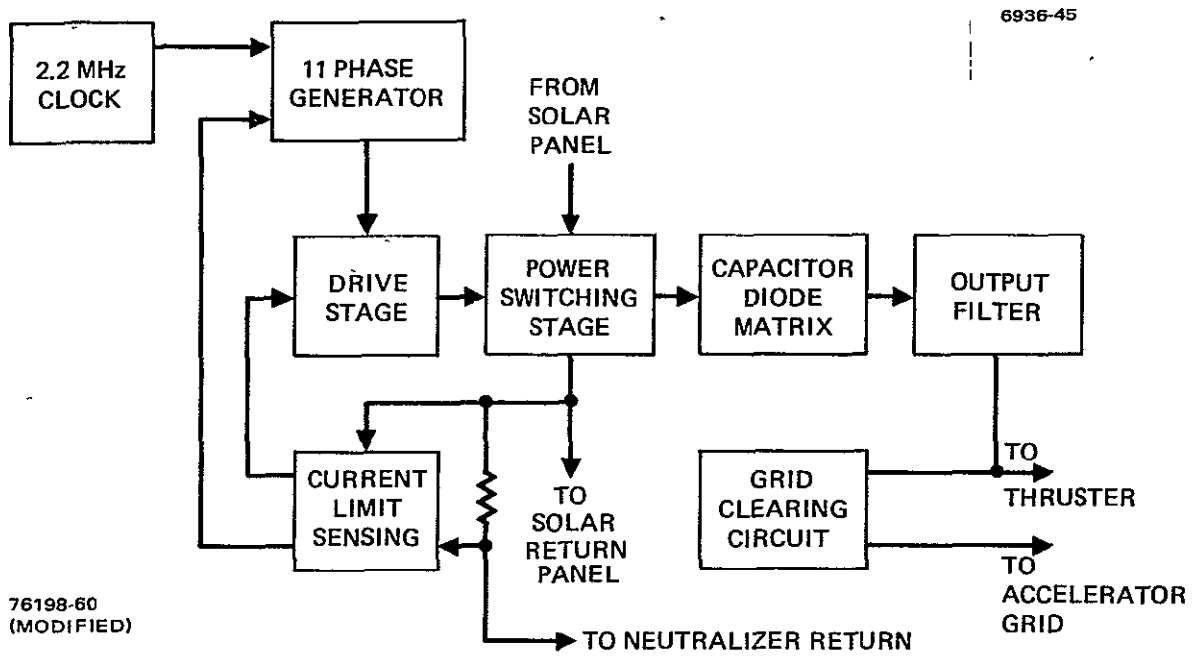 6936-45
2.2 MHz
CLOCK
11 PHASE
GENERATOR
FROM
SOLAR
PANEL
DRIVE
STAGE
POWER
SWITCHING
STAGE
CAPACITOR
DIODE
MATRIX
OUTPUT
FILTER
CURRENT
LIMIT
SENSING
TO
SOLAR
RETURN
PANEL
GRID
CLEARING
CIRCUIT
TO
THRUSTER
TO
ACCELERATOR
GRID
76198-60
(MODIFIED)
TO NEUTRALIZER RETURN